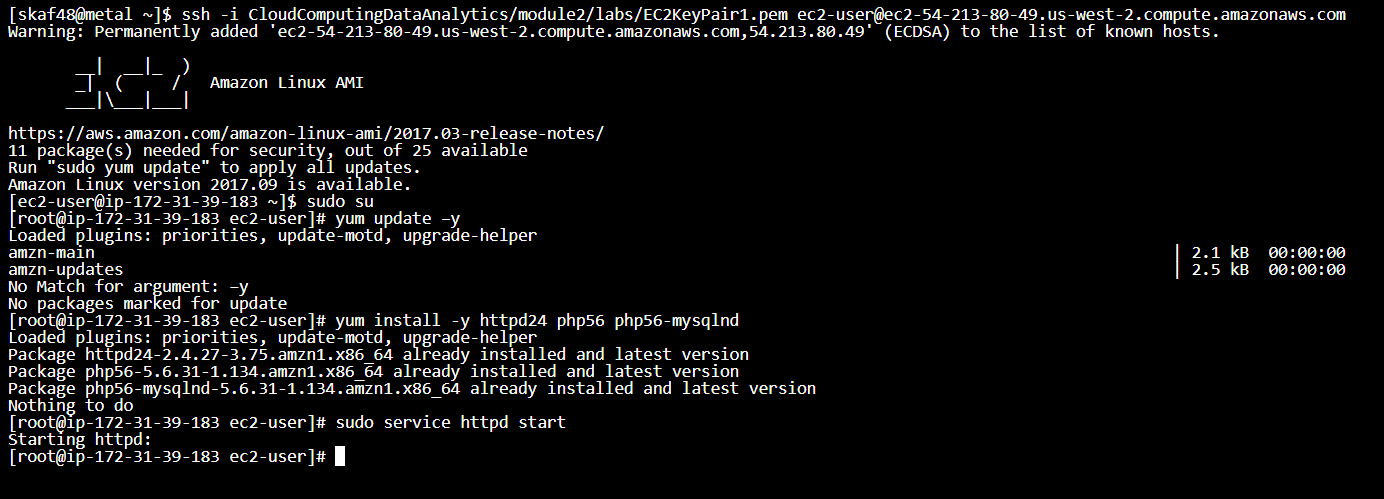 [skaf48@metal ~]$ ssh -i CloudComputingDataAnalytics/module2/labs/EC2KeyPair1.pem ec2-user@ec2-54-213-80-49.us-west-2.compute.amazonaws.com
Warning: Permanently added 'ec2-54-213-80-49.us-west-2.compute.amazonaws.com,54.213.80.49' (ECDSA) to the list of known hosts.

       __|  __|_  )
       _|  (     /   Amazon Linux AMI
      ___|\___|___|

https://aws.amazon.com/amazon-linux-ami/2017.03-release-notes/
11 package(s) needed for security, out of 25 available
Run "sudo yum update" to apply all updates.
Amazon Linux version 2017.09 is available.
[ec2-user@ip-172-31-39-183 ~]$ sudo su
[root@ip-172-31-39-183 ec2-user]# yum update –y
Loaded plugins: priorities, update-motd, upgrade-helper
amzn-main | 2.1 kB 00:00:00
amzn-updates | 2.5 kB 00:00:00
No Match for argument: –y
No packages marked for update
[root@ip-172-31-39-183 ec2-user]# yum install -y httpd24 php56 php56-mysqlnd
Loaded plugins: priorities, update-motd, upgrade-helper
Package httpd24-2.4.27-3.75.amzn1.x86_64 already installed and latest version
Package php56-5.6.31-1.134.amzn1.x86_64 already installed and latest version
Package php56-mysqlnd-5.6.31-1.134.amzn1.x86_64 already installed and latest version
Nothing to do
[root@ip-172-31-39-183 ec2-user]# sudo service httpd start
Starting httpd:
[root@ip-172-31-39-183 ec2-user]#